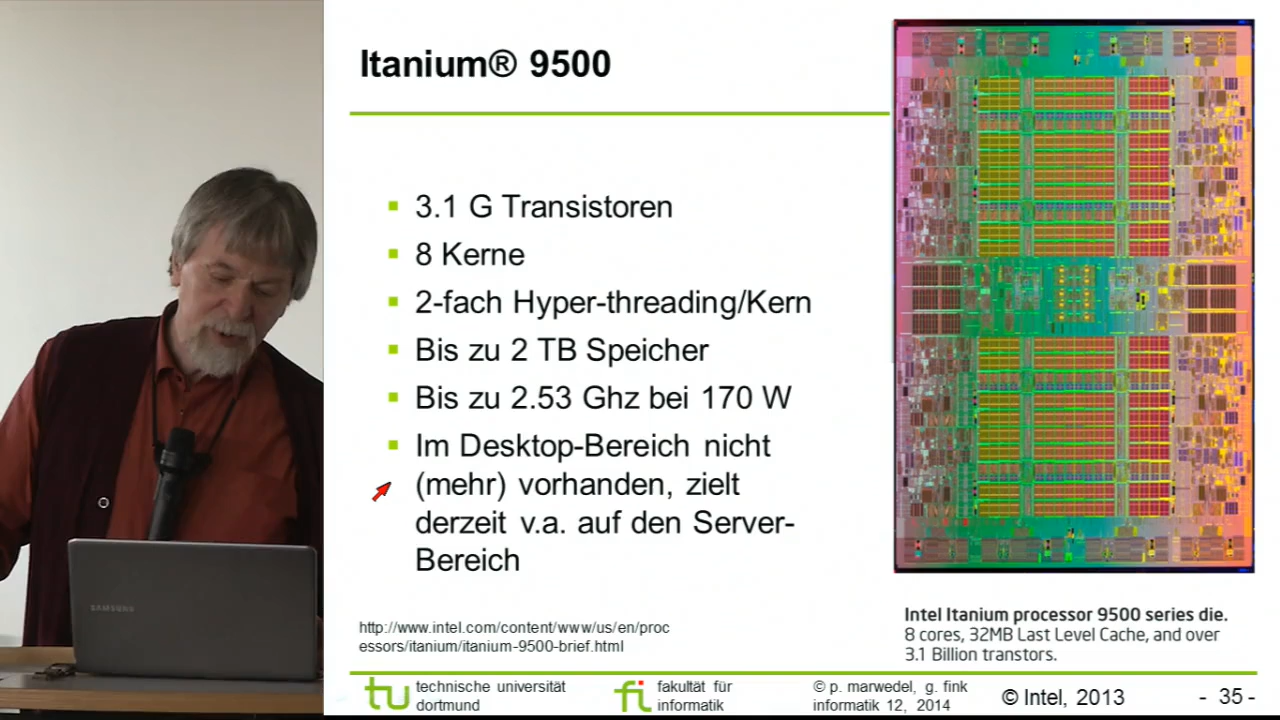 Itanium® 9500
3.1 G Transistoren
8 Kerne
2-fach Hyper-threading/Kern
Bis zu 2 TB Speicher
Bis zu 2.53 Ghz bei 170 W
Im Desktop-Bereich nicht
(mehr) vorhanden, zielt
derzeit v.a. auf den Server-
Bereich
http://www.intel.com/content/www/us/en/proc
essors/itanium/itanium-9500-brief.html
Intel Itanium processor 9500 series die.
8 cores, 32MB Last Level Cache, and over
3.1 Billion transtors.
SAMSUNG
tu
technische universität
dortmund
fi
fakultät für
informatik
© p. marwedel, g. fink
informatik 12, 2014
© Intel, 2013
- 35 -